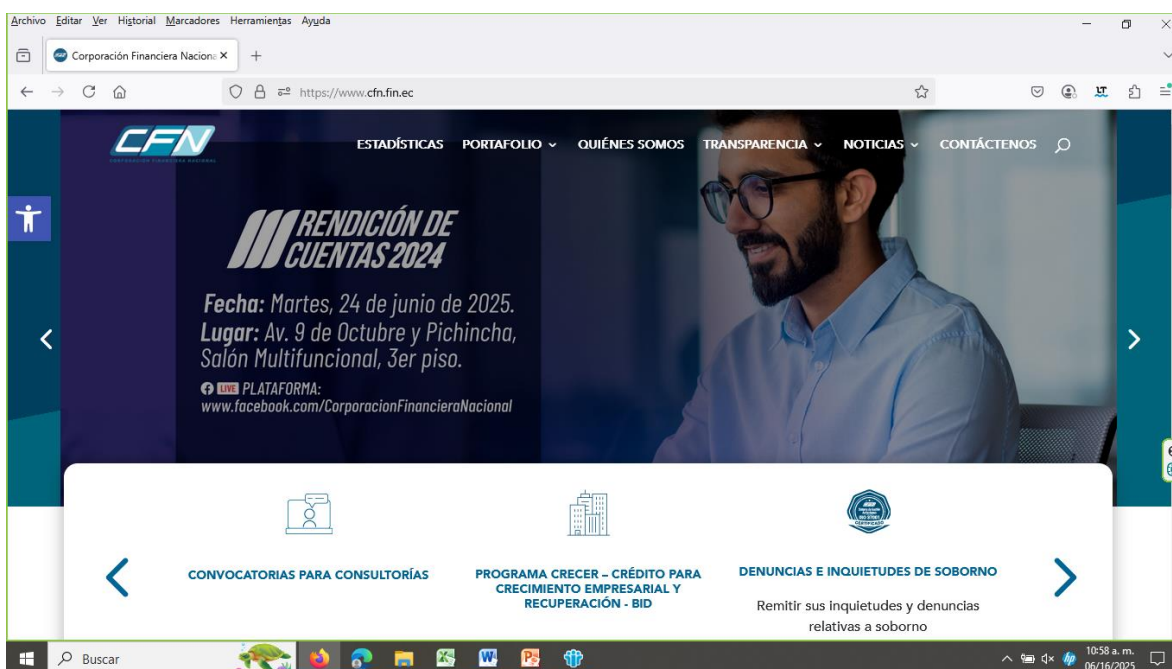 Archivo Editar Ver Historial Marcadores Herramientas Ayuda
Corporación Financiera Naciona
https://www.cfn.fin.ec
CFN
CORPORACIÓN FINANCIERA NACIONAL
ESTADÍSTICAS PORTAFOLIO QUIÉNES SOMOS TRANSPARENCIA NOTICIAS CONTÁCTENOS
RENDICIÓN DE
CUENTAS 2024
Fecha: Martes, 24 de junio de 2025.
Lugar: Av. 9 de Octubre y Pichincha,
Salón Multifuncional, 3er piso.
LIVE PLATAFORMA:
www.facebook.com/CorporacionFinancieraNacional
CONVOCATORIAS PARA CONSULTORÍAS
PROGRAMA CRECER – CRÉDITO PARA
CRECIMIENTO EMPRESARIAL Y
RECUPERACIÓN - BID
DENUNCIAS E INQUIETUDES DE SOBORNO
Remitir sus inquietudes y denuncias
relativas a soborno
Buscar
10:58 a. m.
06/16/2025